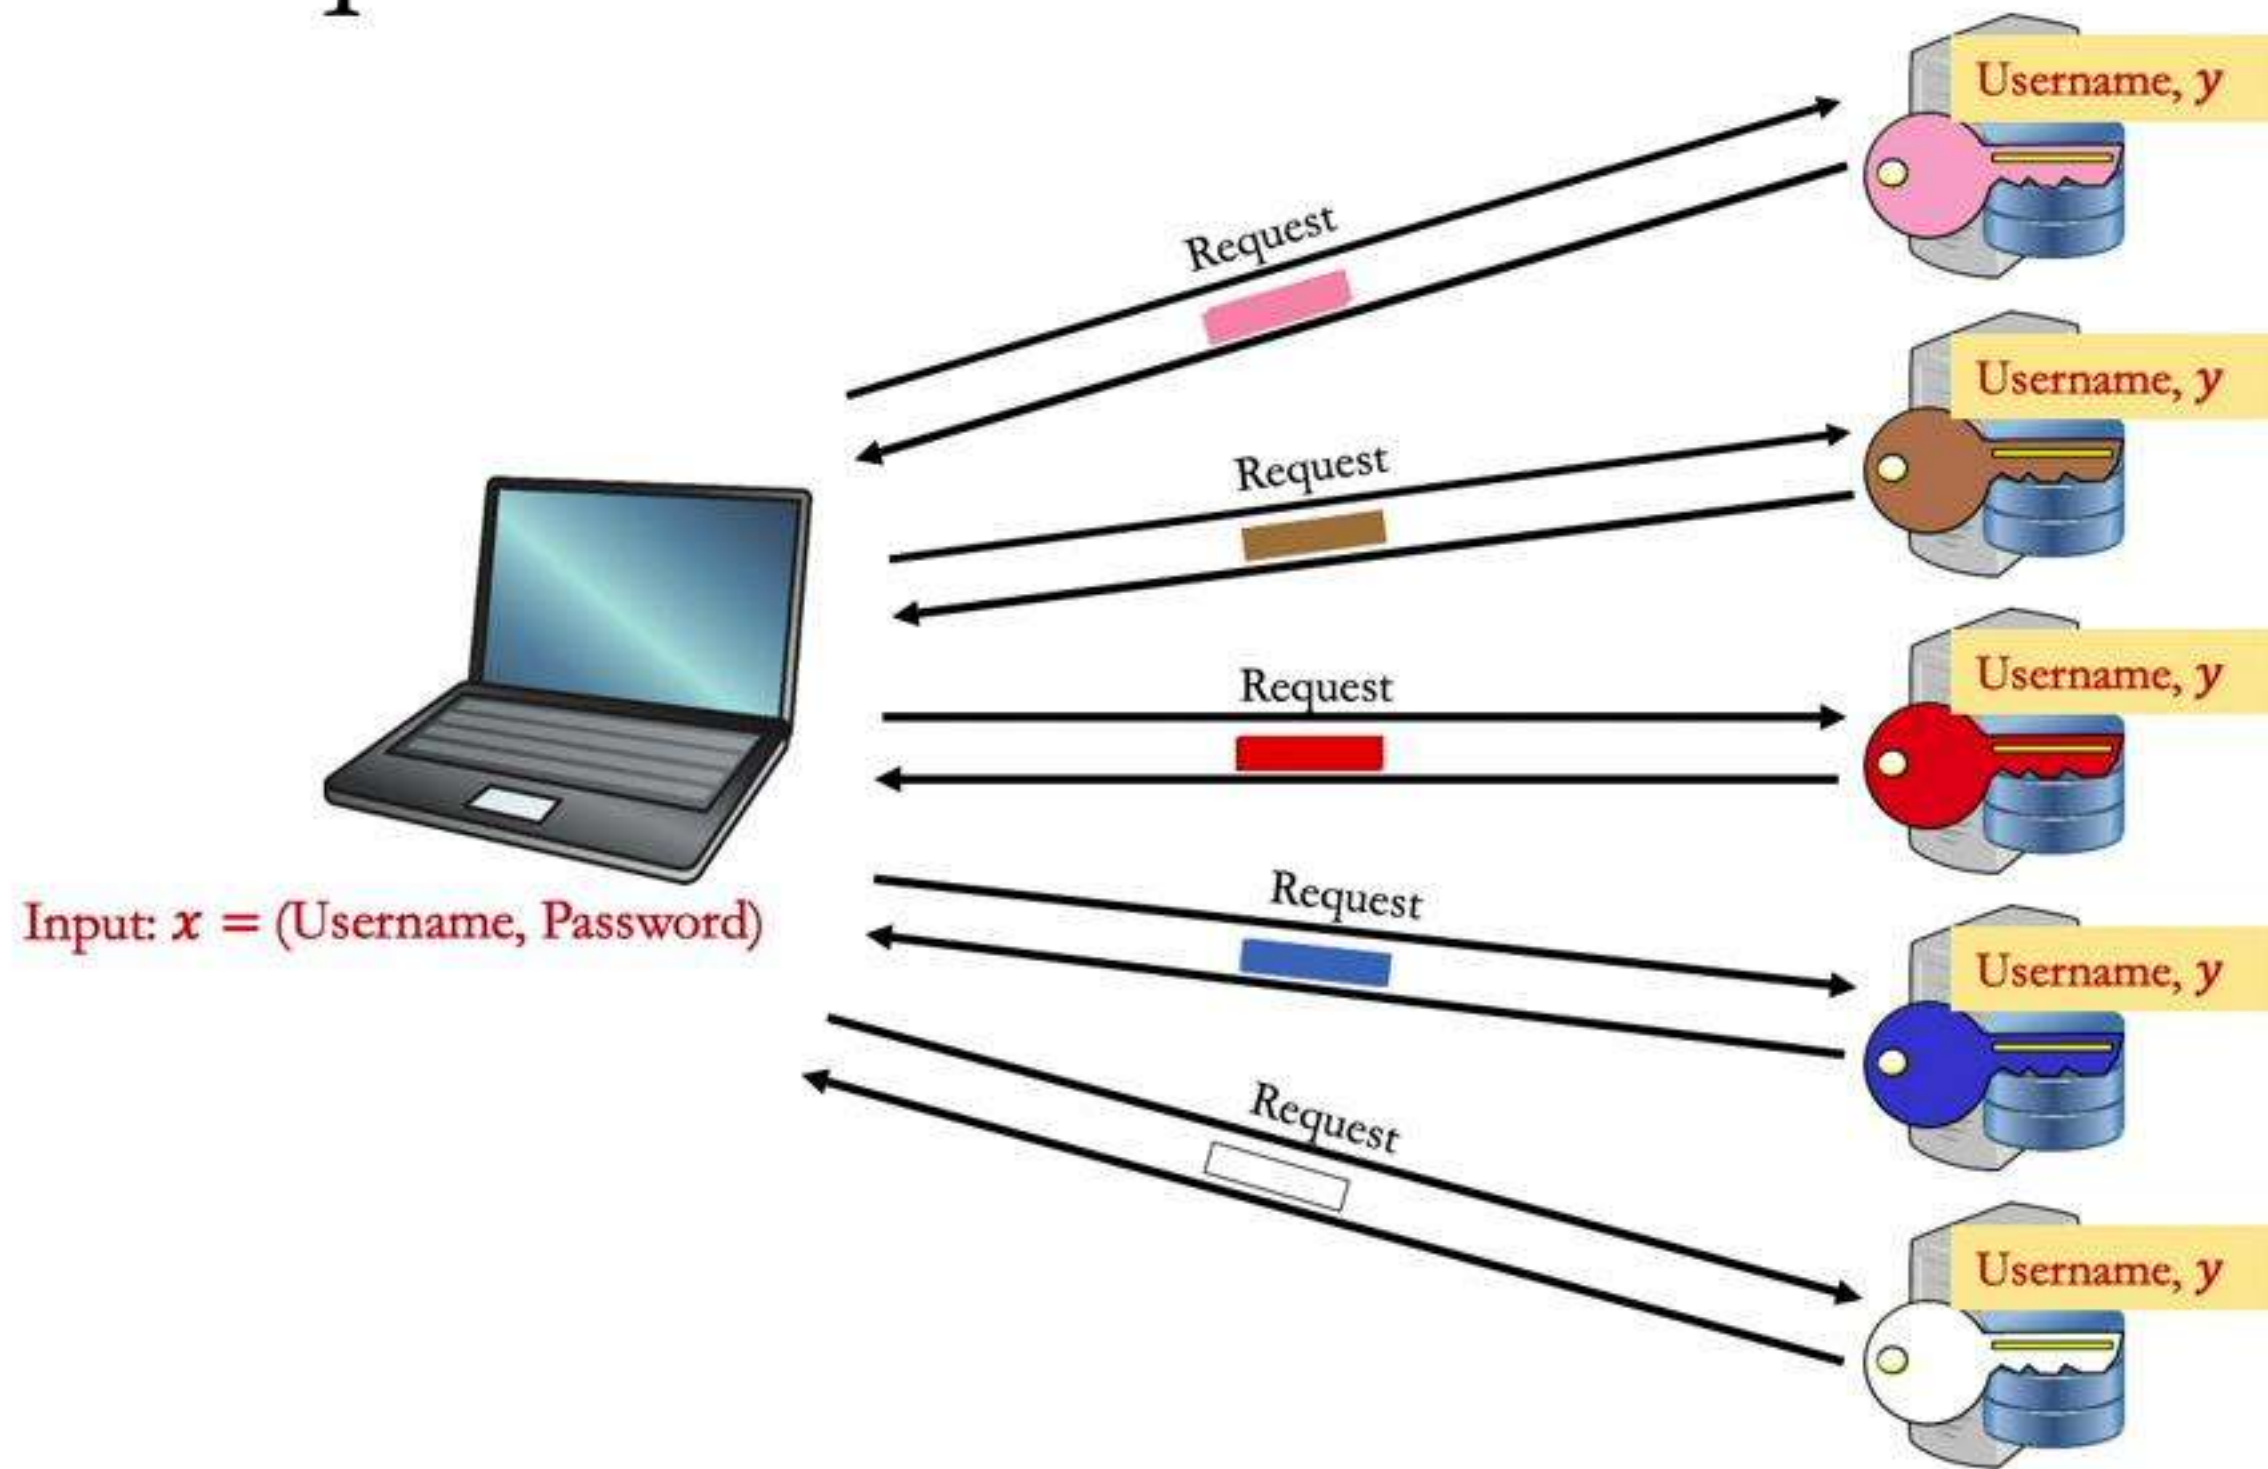 Username, y
Request
Username, y
Request
Username, y
Request
Input: x = (Username, Password)
Request
Username, y
Request
Username, y